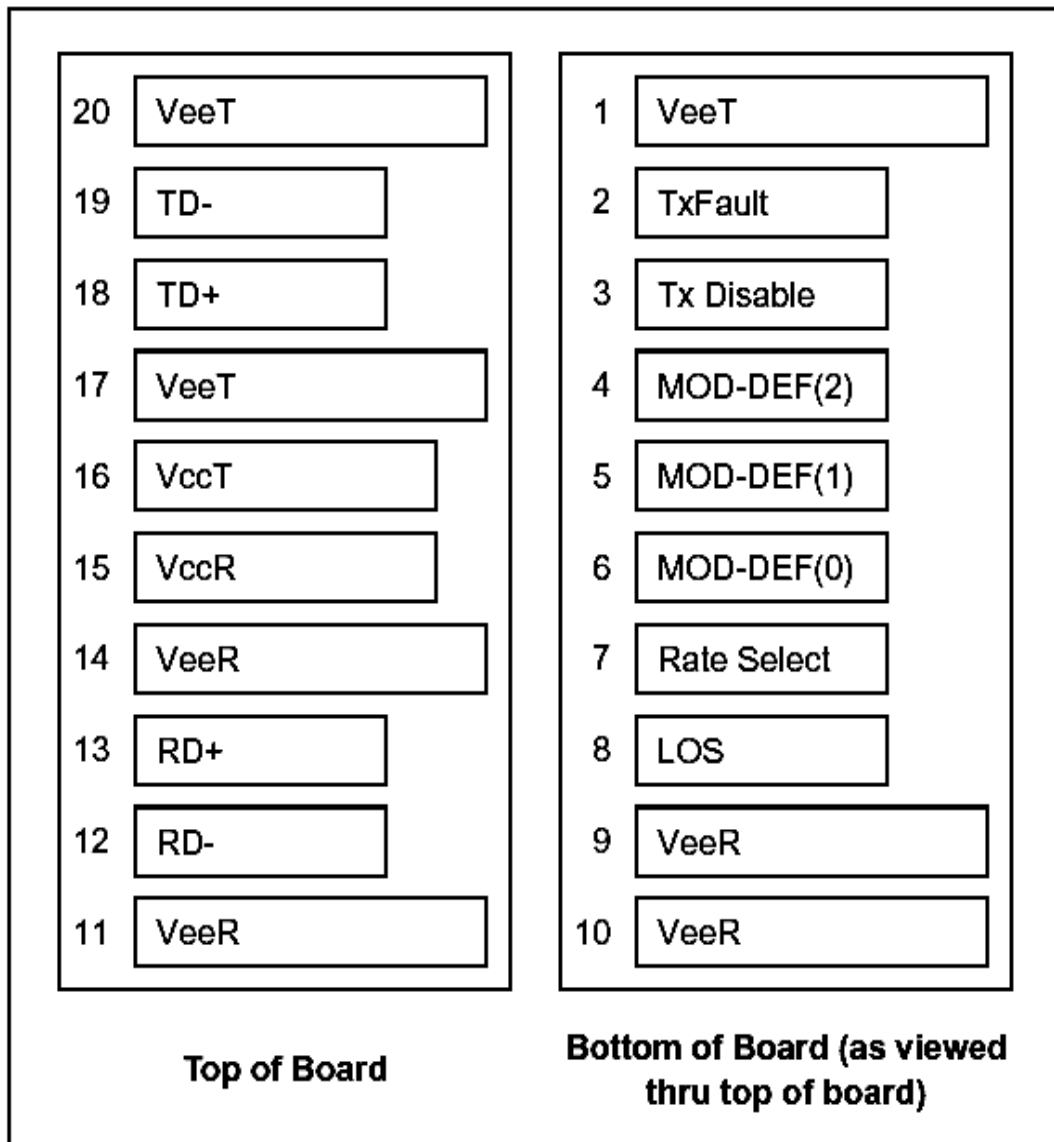 20 VeeT
19 TD-
18 TD+
17 VeeT
16 VccT
15 VccR
14 VeeR
13 RD+
12 RD-
11 VeeR
Top of Board
1 VeeT
2 TxFault
3 Tx Disable
4 MOD-DEF(2)
5 MOD-DEF(1)
6 MOD-DEF(0)
7 Rate Select
8 LOS
9 VeeR
10 VeeR
Bottom of Board (as viewed
thru top of board)